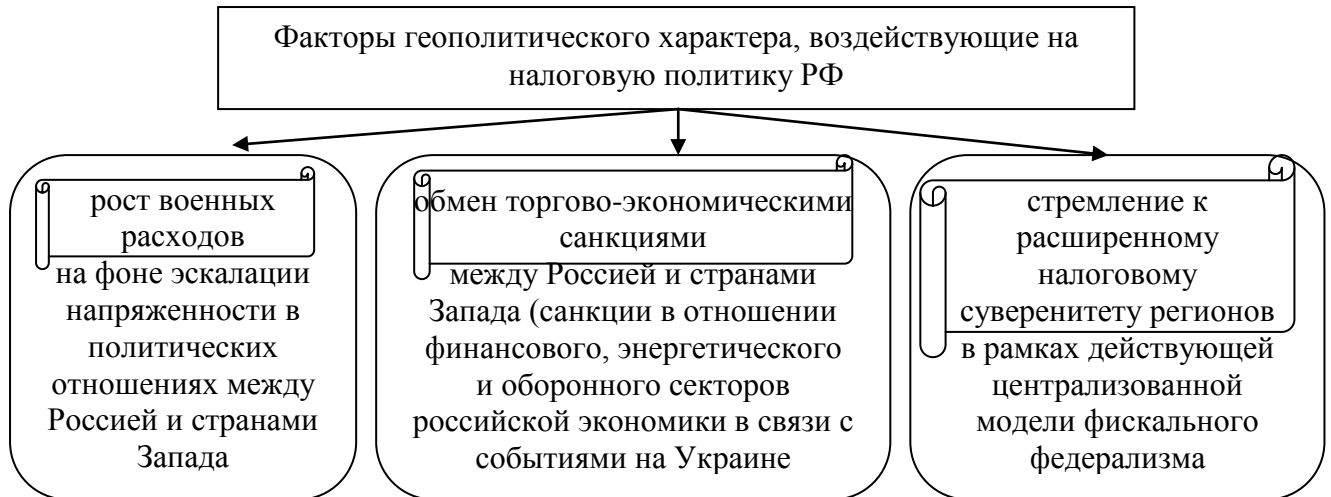 Факторы геополитического характера, воздействующие на
налоговую политику РФ
рост военных
расходов
на фоне эскалации
напряженности в
политических
отношениях между
Россией и странами
Запада
обмен торгово-экономическими
санкциями
между Россией и странами
Запада (санкции в отношении
финансового, энергетического
и оборонного секторов
российской экономики в связи с
событиями на Украине
стремление к
расширенному
налоговому
суверенитету регионов
в рамках действующей
централизованной
модели фискального
федерализма